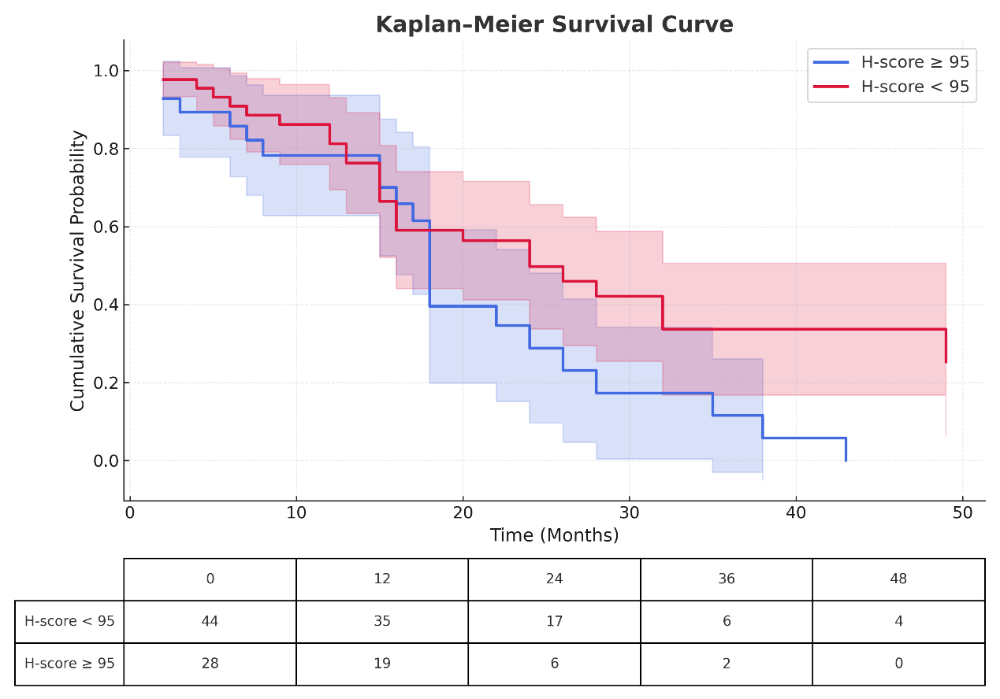 Kaplan–Meier Survival Curve
H-score ≥ 95
H-score < 95
Cumulative Survival Probability
1.0
0.8
0.6
0.4
0.2
0.0
0 10 20 30 40 50
Time (Months)
0 12 24 36 48
H-score < 95 44 35 17 6 4
H-score ≥ 95 28 19 6 2 0